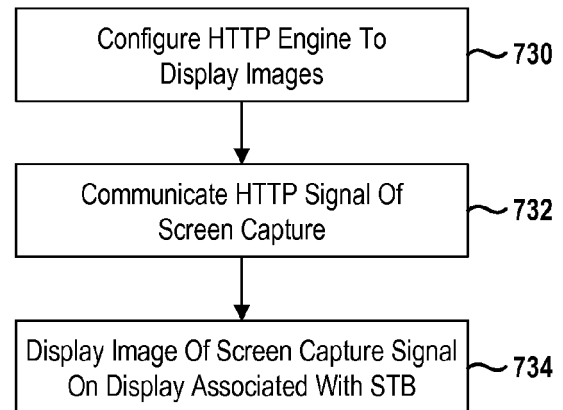 Configure HTTP Engine To
Display Images
730
Communicate HTTP Signal Of
Screen Capture
732
Display Image Of Screen Capture Signal
On Display Associated With STB
734